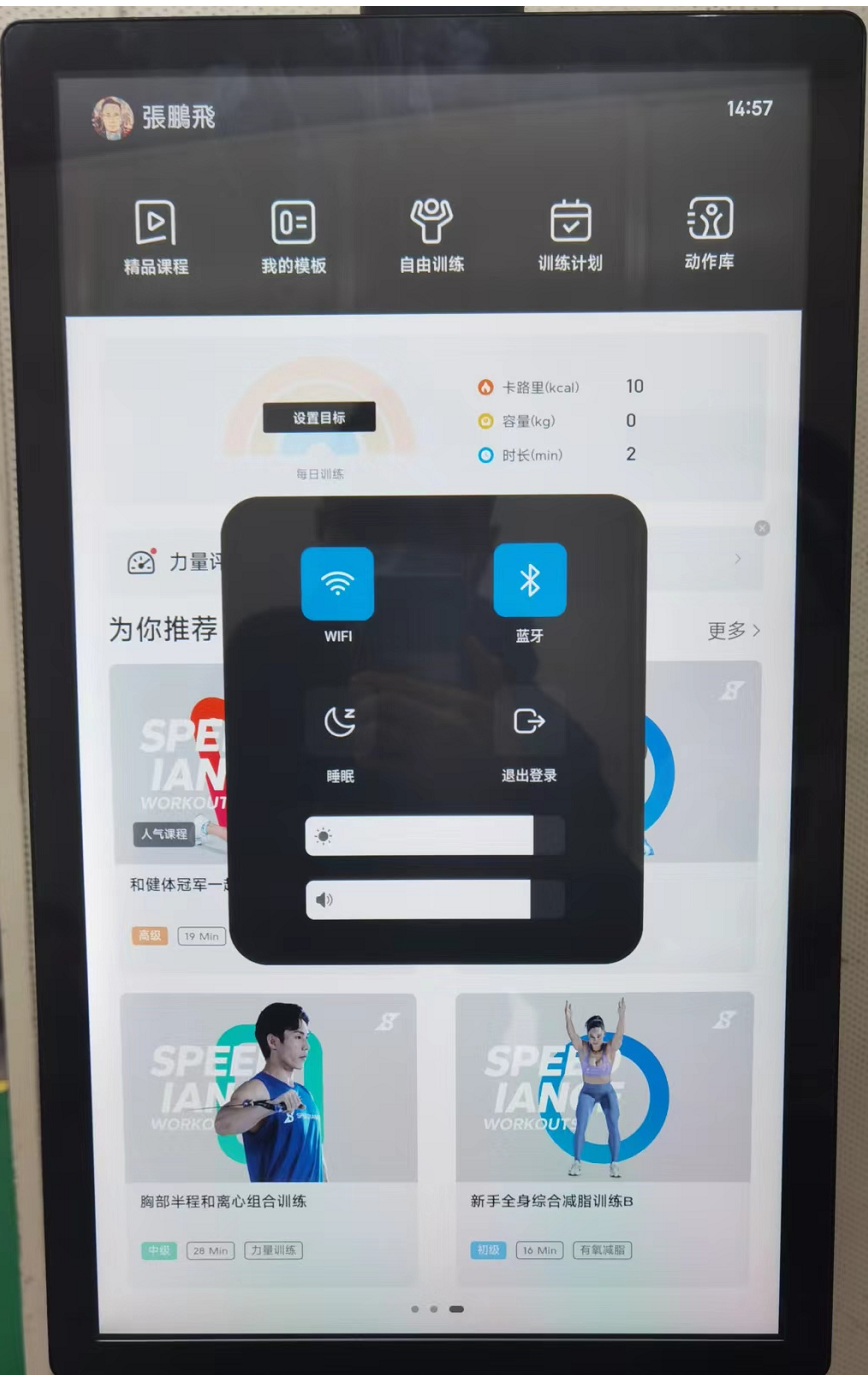 張鵬飛
14:57
精品课程
我的模板
自由训练
训练计划
动作库
设置目标
每日训练
卡路里(kcal) 10
容量(kg) 0
时长(min) 2
力量评
为你推荐
更多
WIFI
蓝牙
睡眠
退出登录
SPE
IAN
WORKOUT
人气课程
和健体冠军一
高级
19 Min
SPEE
IAN
WORKO
胸部半程和离心组合训练
中级
28 Min
力量训练
SPEED
IANCE
WORKOUTS
新手全身综合减脂训练B
初级
16 Min
有氧减脂